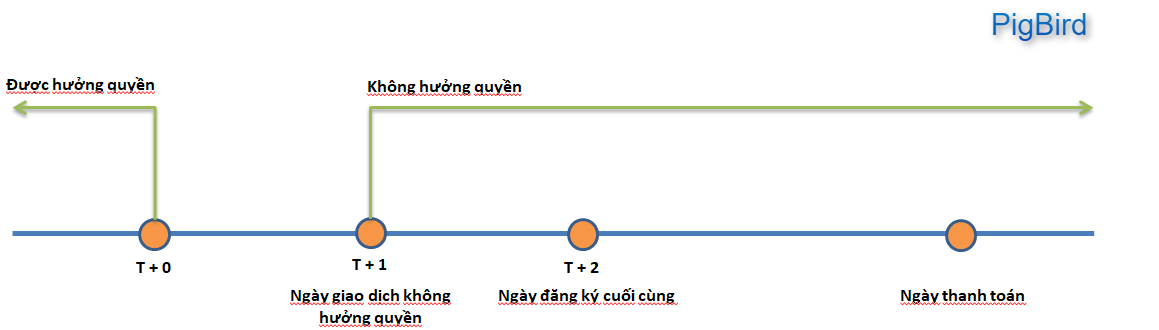 PigBird
Được hưởng quyền
Không hưởng quyền
T + 0
T + 1
T + 2
Ngày giao dich không
hưởng quyền
Ngày đăng ký cuối cùng
Ngày thanh toán